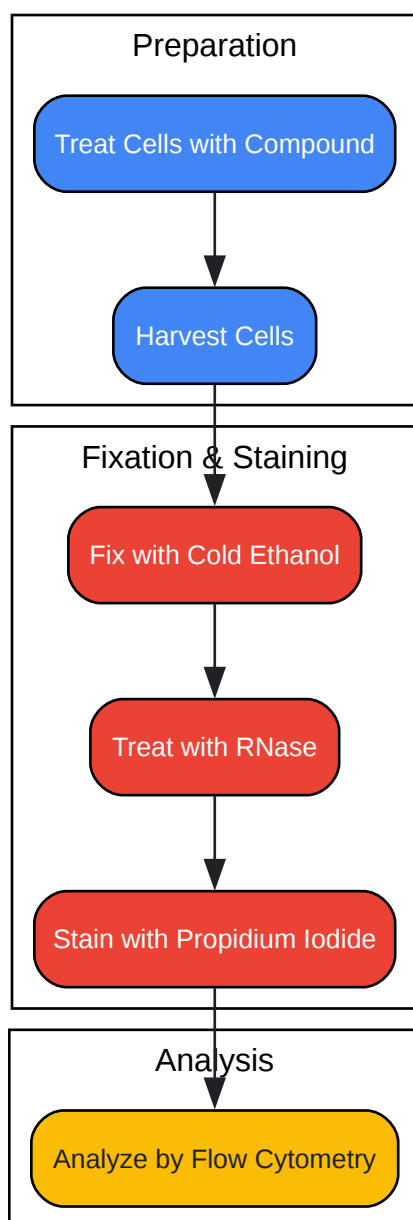 Preparation
Treat Cells with Compound
Harvest Cells
Fixation & Staining
Fix with Cold Ethanol
Treat with RNase
Stain with Propidium Iodide
Analysis
Analyze by Flow Cytometry